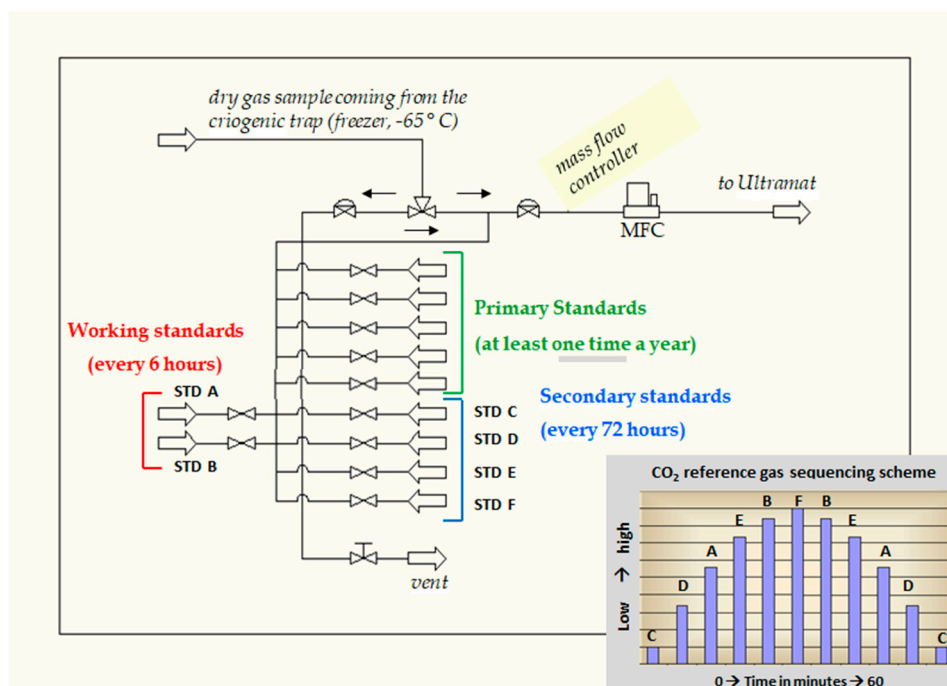 dry gas sample coming from the
criogenic trap (freezer, -65° C)
mass flow
controller
to Ultramat
MFC
Primary Standards
(at least one time a year)
Working standards
(every 6 hours)
STD A
STD B
STD C
STD D
STD E
STD F
Secondary standards
(every 72 hours)
vent
CO₂ reference gas sequencing scheme
Low → high
C D A E B F B E A D C
0 → Time in minutes → 60